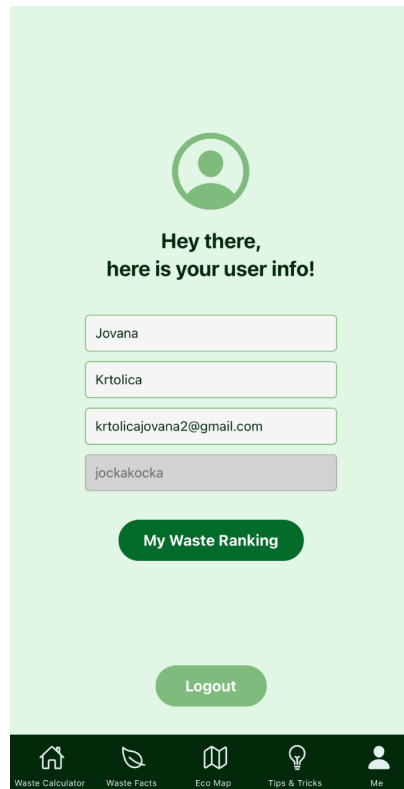 Hey there,
here is your user info!
Jovana
Krtolica
krtolicajovana2@gmail.com
jockakocka
My Waste Ranking
Logout
Waste Calculator
Waste Facts
Eco Map
Tips & Tricks
Me